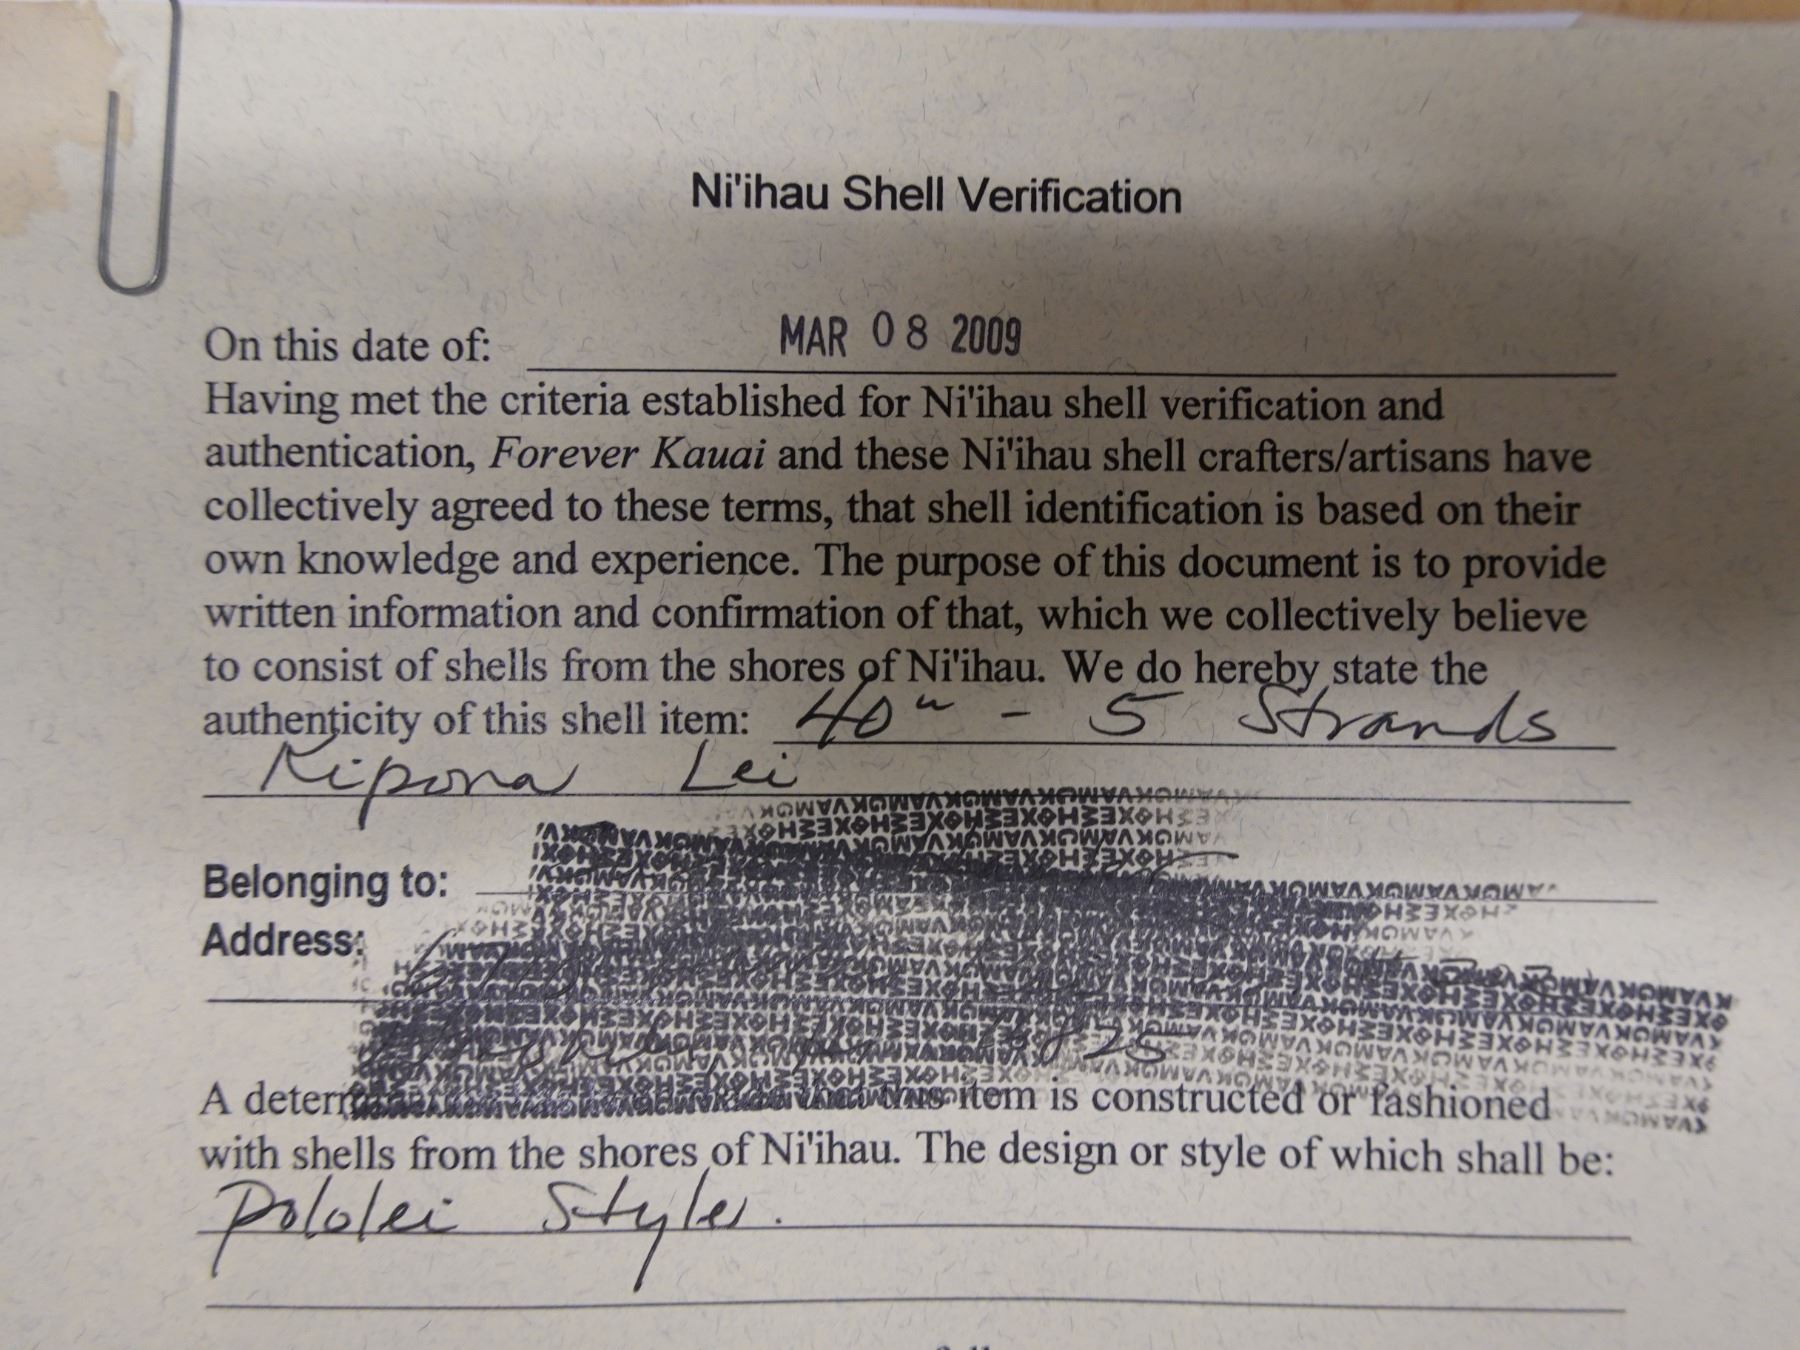 Ni'ihau Shell Verification
On this date of: MAR 08 2009
Having met the criteria established for Ni'ihau shell verification and
authentication, Forever Kauai and these Ni'ihau shell crafters/artisans have
collectively agreed to these terms, that shell identification is based on their
own knowledge and experience. The purpose of this document is to provide
written information and confirmation of that, which we collectively believe
to consist of shells from the shores of Ni'ihau. We do hereby state the
authenticity of this shell item: 40" - 5 Strands
Kipona Lei
Belonging to:
Address:
A that this item is constructed or fashioned
with shells from the shores of Ni'ihau. The design or style of which shall be:
Pololei Style.